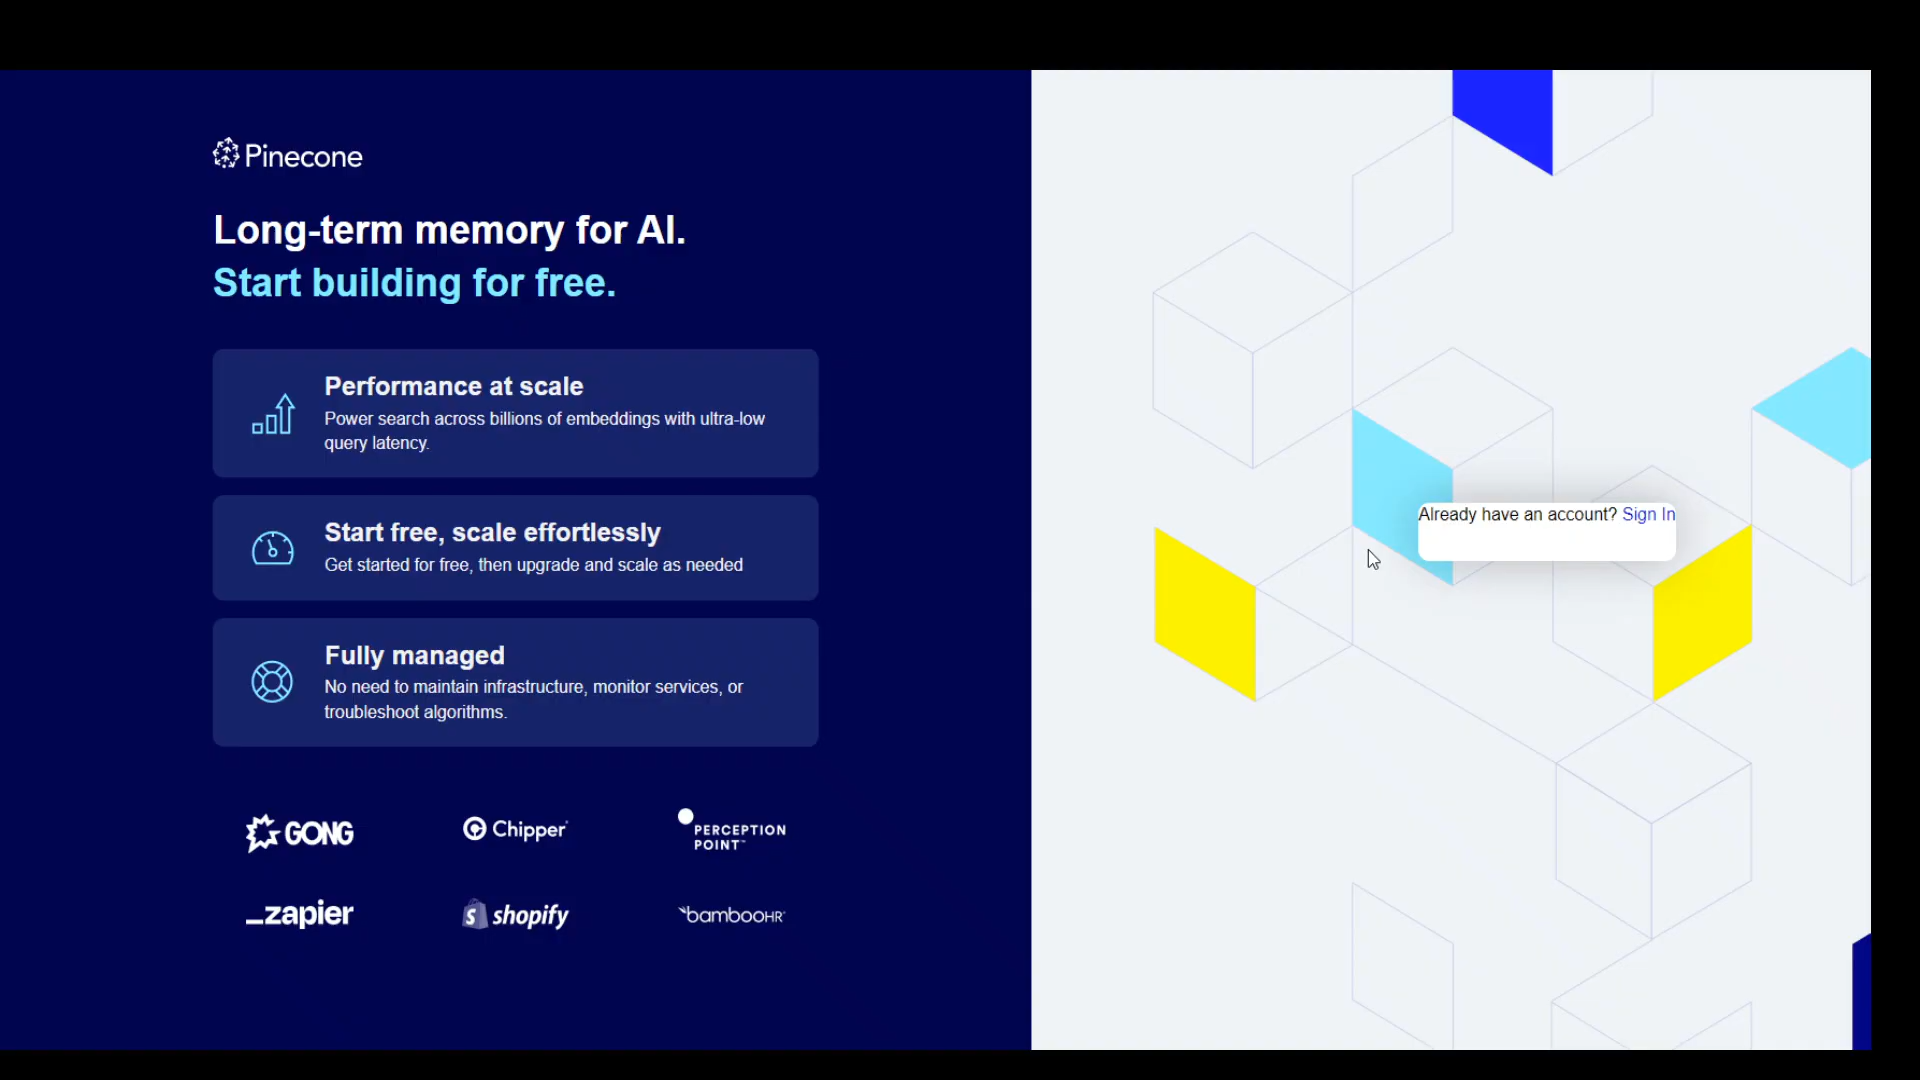 Pinecone
Long-term memory for AI.
Start building for free.
Performance at scale
Power search across billions of embeddings with ultra-low
query latency.
Start free, scale effortlessly
Get started for free, then upgrade and scale as needed
Fully managed
No need to maintain infrastructure, monitor services, or
troubleshoot algorithms.
GONG
Chipper
PERCEPTION
POINT™
zapier
shopify
bambooHR
Already have an account? Sign In